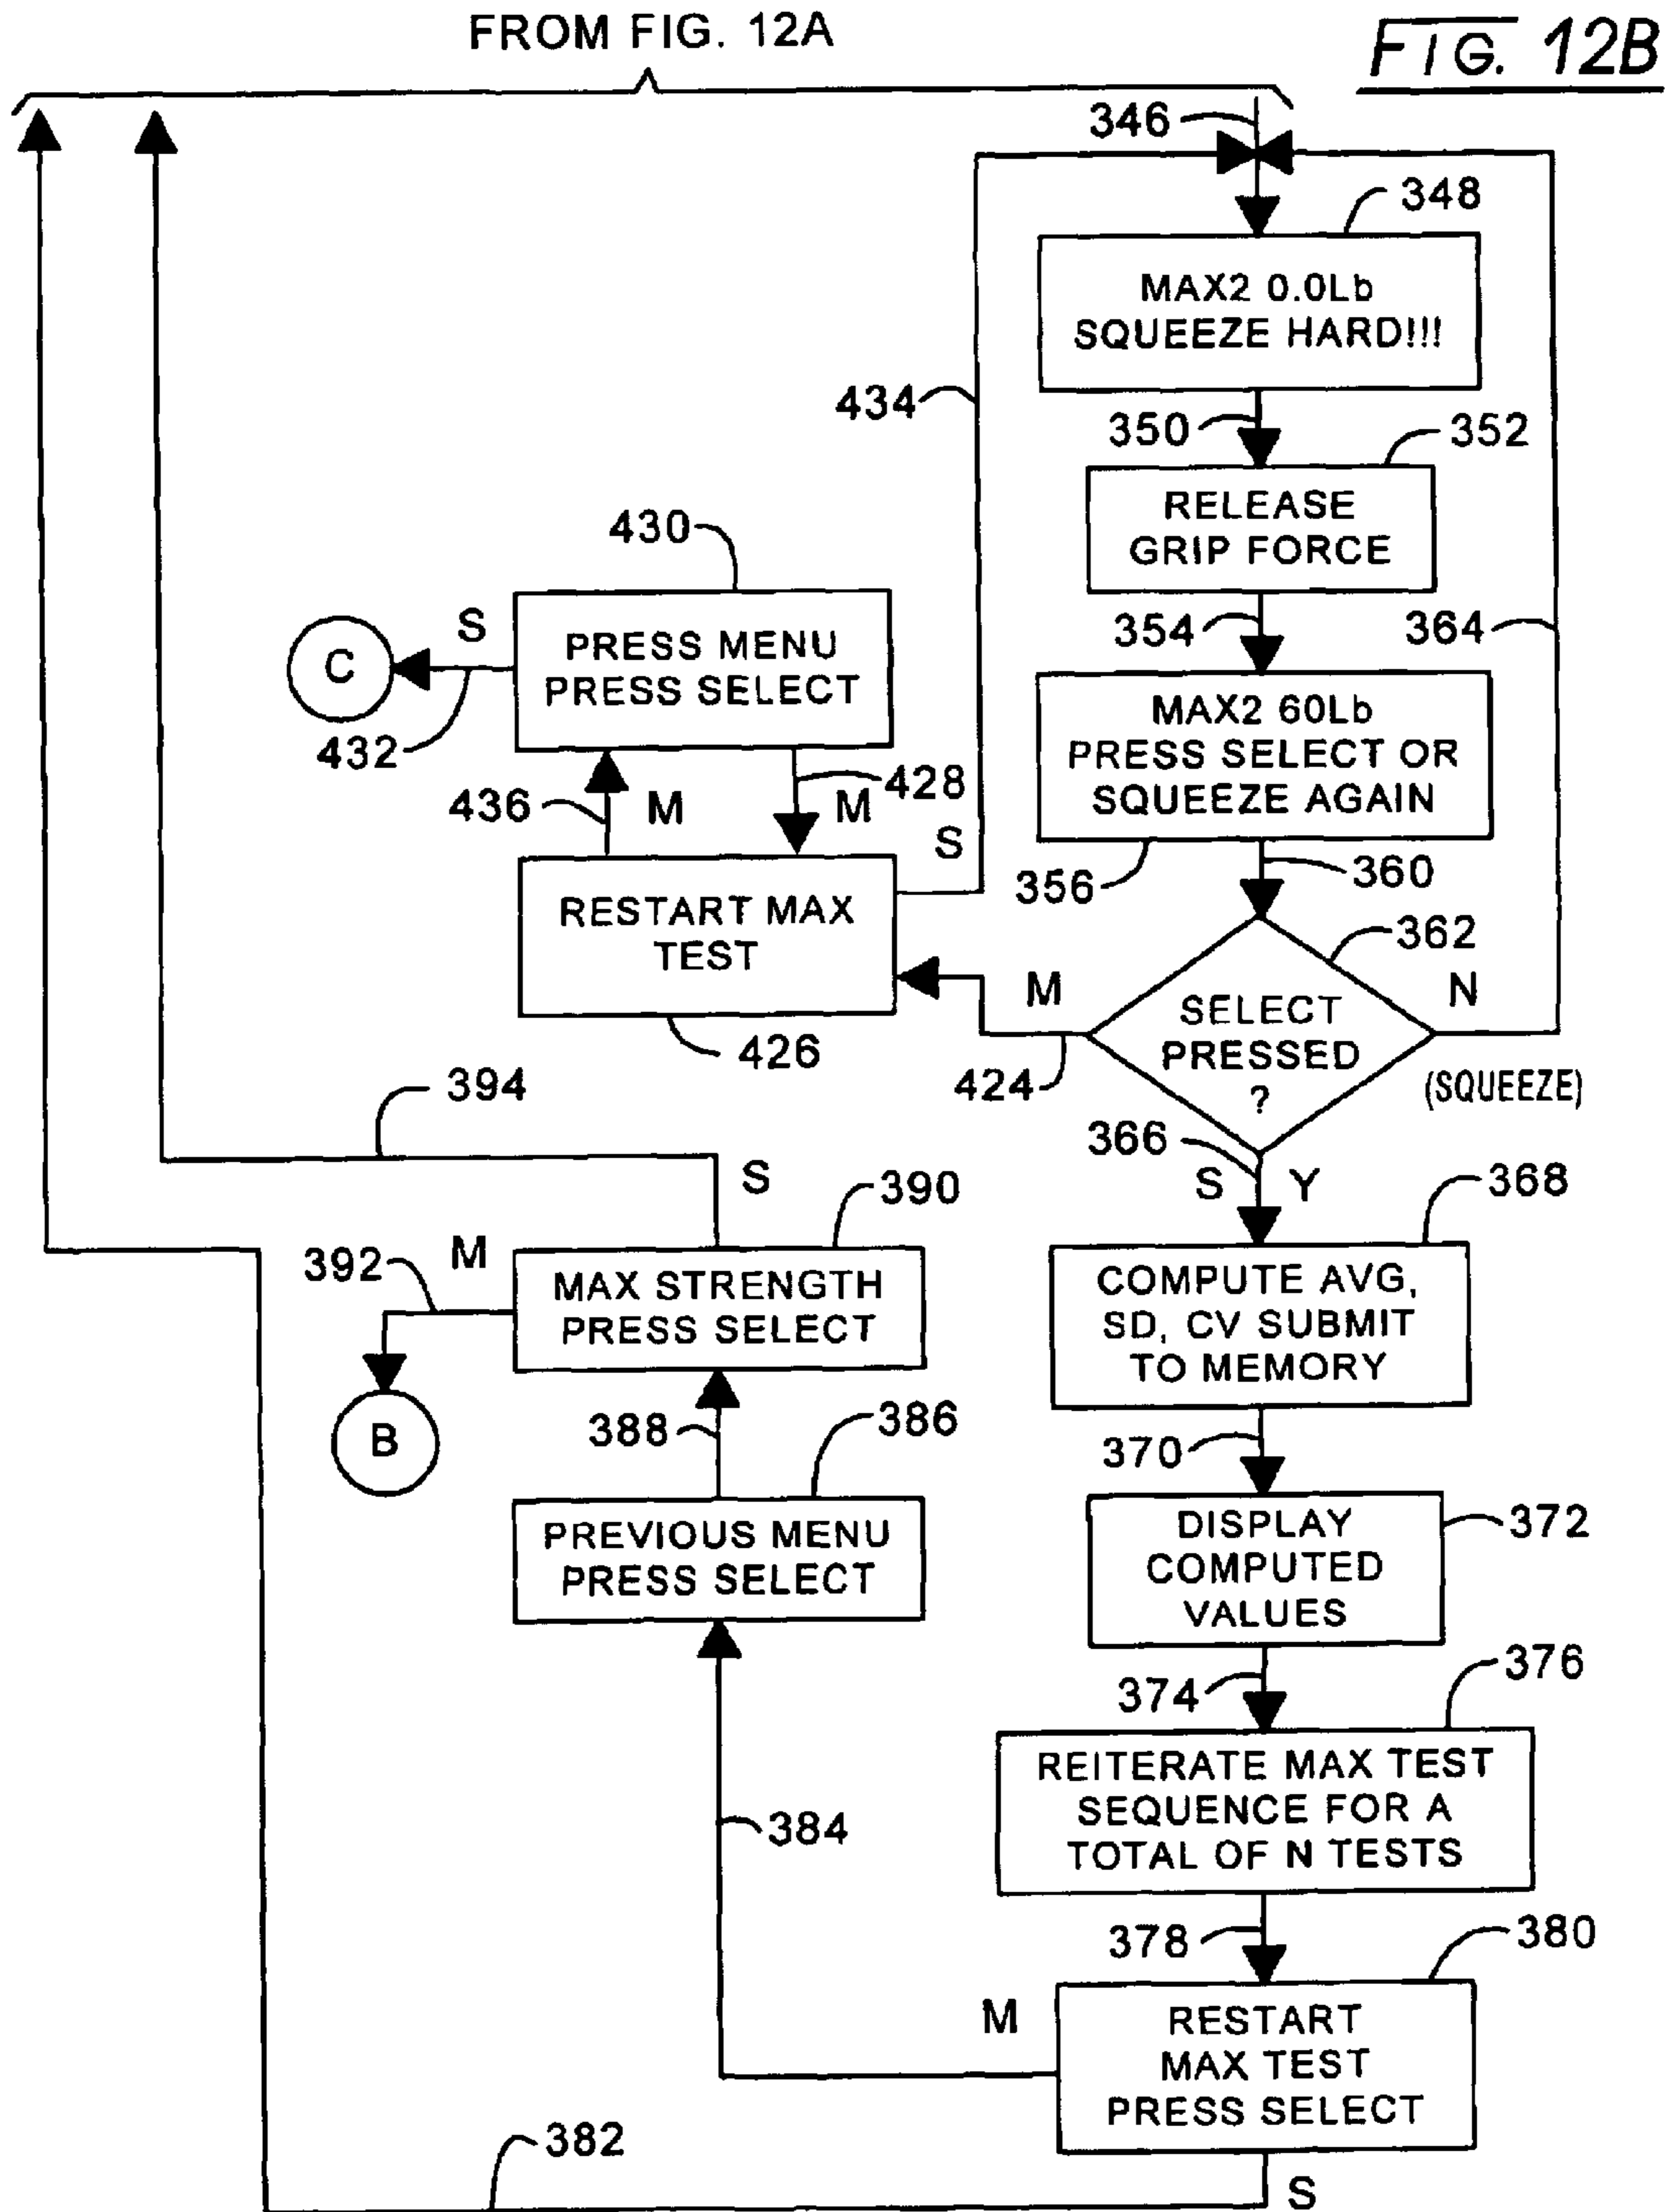 FROM FIG. 12A
FIG. 12B
346
348
MAX2 0.0Lb
SQUEEZE HARD!!!
434
350
352
RELEASE
GRIP FORCE
430
354
364
PRESS MENU
PRESS SELECT
S
C
432
MAX2 60Lb
PRESS SELECT OR
SQUEEZE AGAIN
436
M
428
M
S
356
360
RESTART MAX
TEST
426
362
M
N
SELECT
PRESSED
?
424
(SQUEEZE)
394
366
S
Y
368
S
390
392
M
MAX STRENGTH
PRESS SELECT
COMPUTE AVG,
SD, CV SUBMIT
TO MEMORY
B
388
386
370
PREVIOUS MENU
PRESS SELECT
372
DISPLAY
COMPUTED
VALUES
374
376
REITERATE MAX TEST
SEQUENCE FOR A
TOTAL OF N TESTS
384
378
380
M
RESTART
MAX TEST
PRESS SELECT
382
S